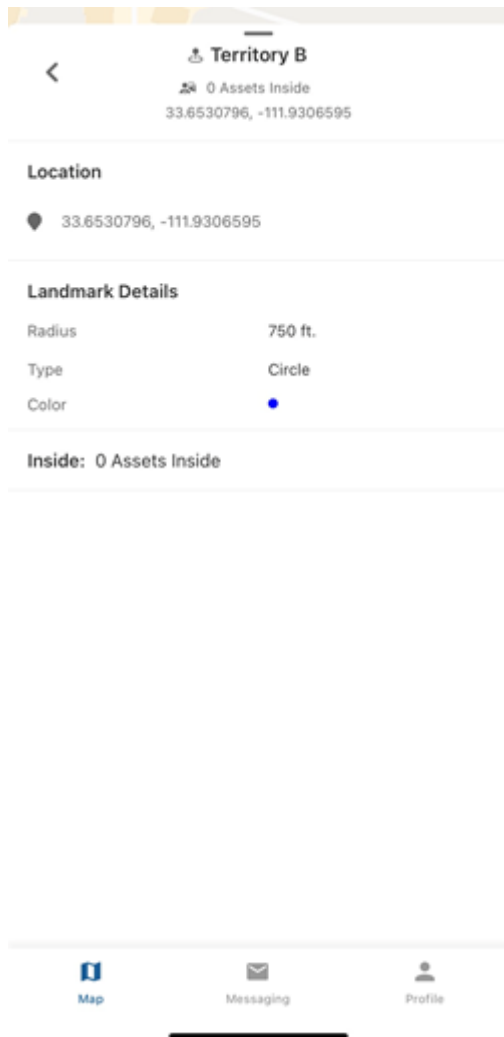 Territory B
0 Assets Inside
33.6530796, -111.9306595
Location
33.6530796, -111.9306595
Landmark Details
Radius 750 ft.
Type Circle
Color
Inside: 0 Assets Inside
Map Messaging Profile